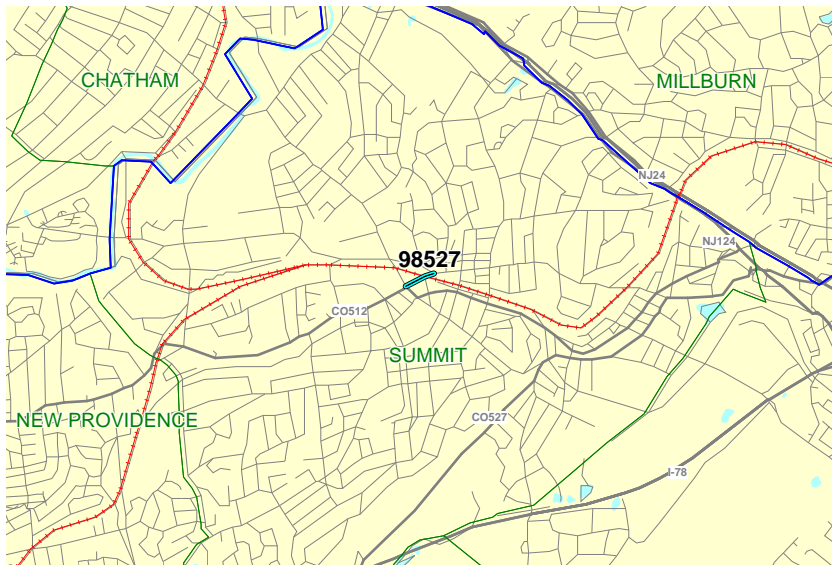 CHATHAM
MILLBURN
NJ24
NJ124
98527
CO512
SUMMIT
NEW PROVIDENCE
CO527
I-78